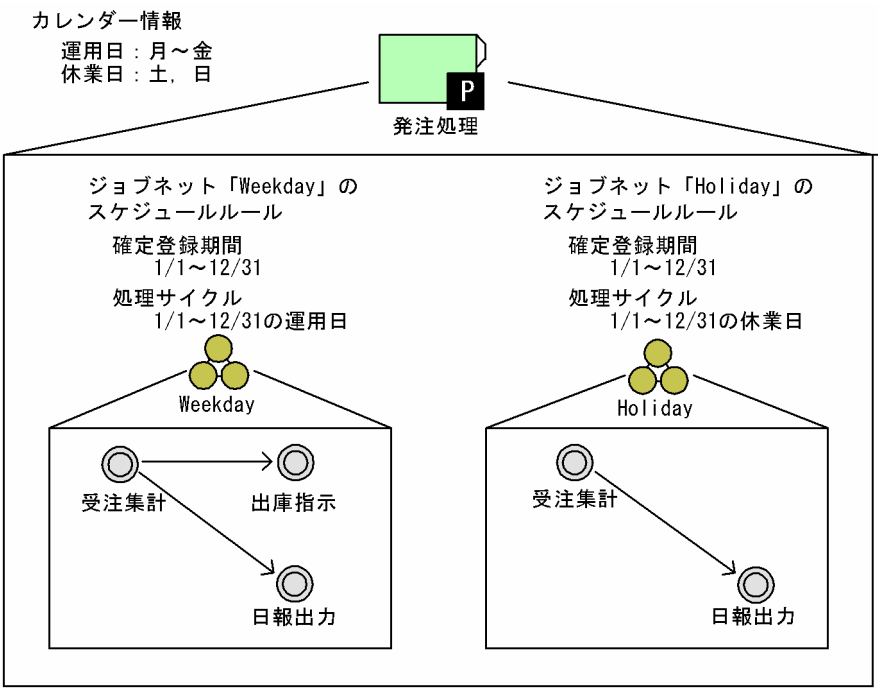 カレンダー情報
運用日：月～金
休業日：土，日
P
発注処理
ジョブネット「Weekday」の
スケジュールルール
確定登録期間
1/1～12/31
処理サイクル
1/1～12/31の運用日
Weekday
受注集計
出庫指示
日報出力
ジョブネット「Holiday」の
スケジュールルール
確定登録期間
1/1～12/31
処理サイクル
1/1～12/31の休業日
Holiday
受注集計
日報出力